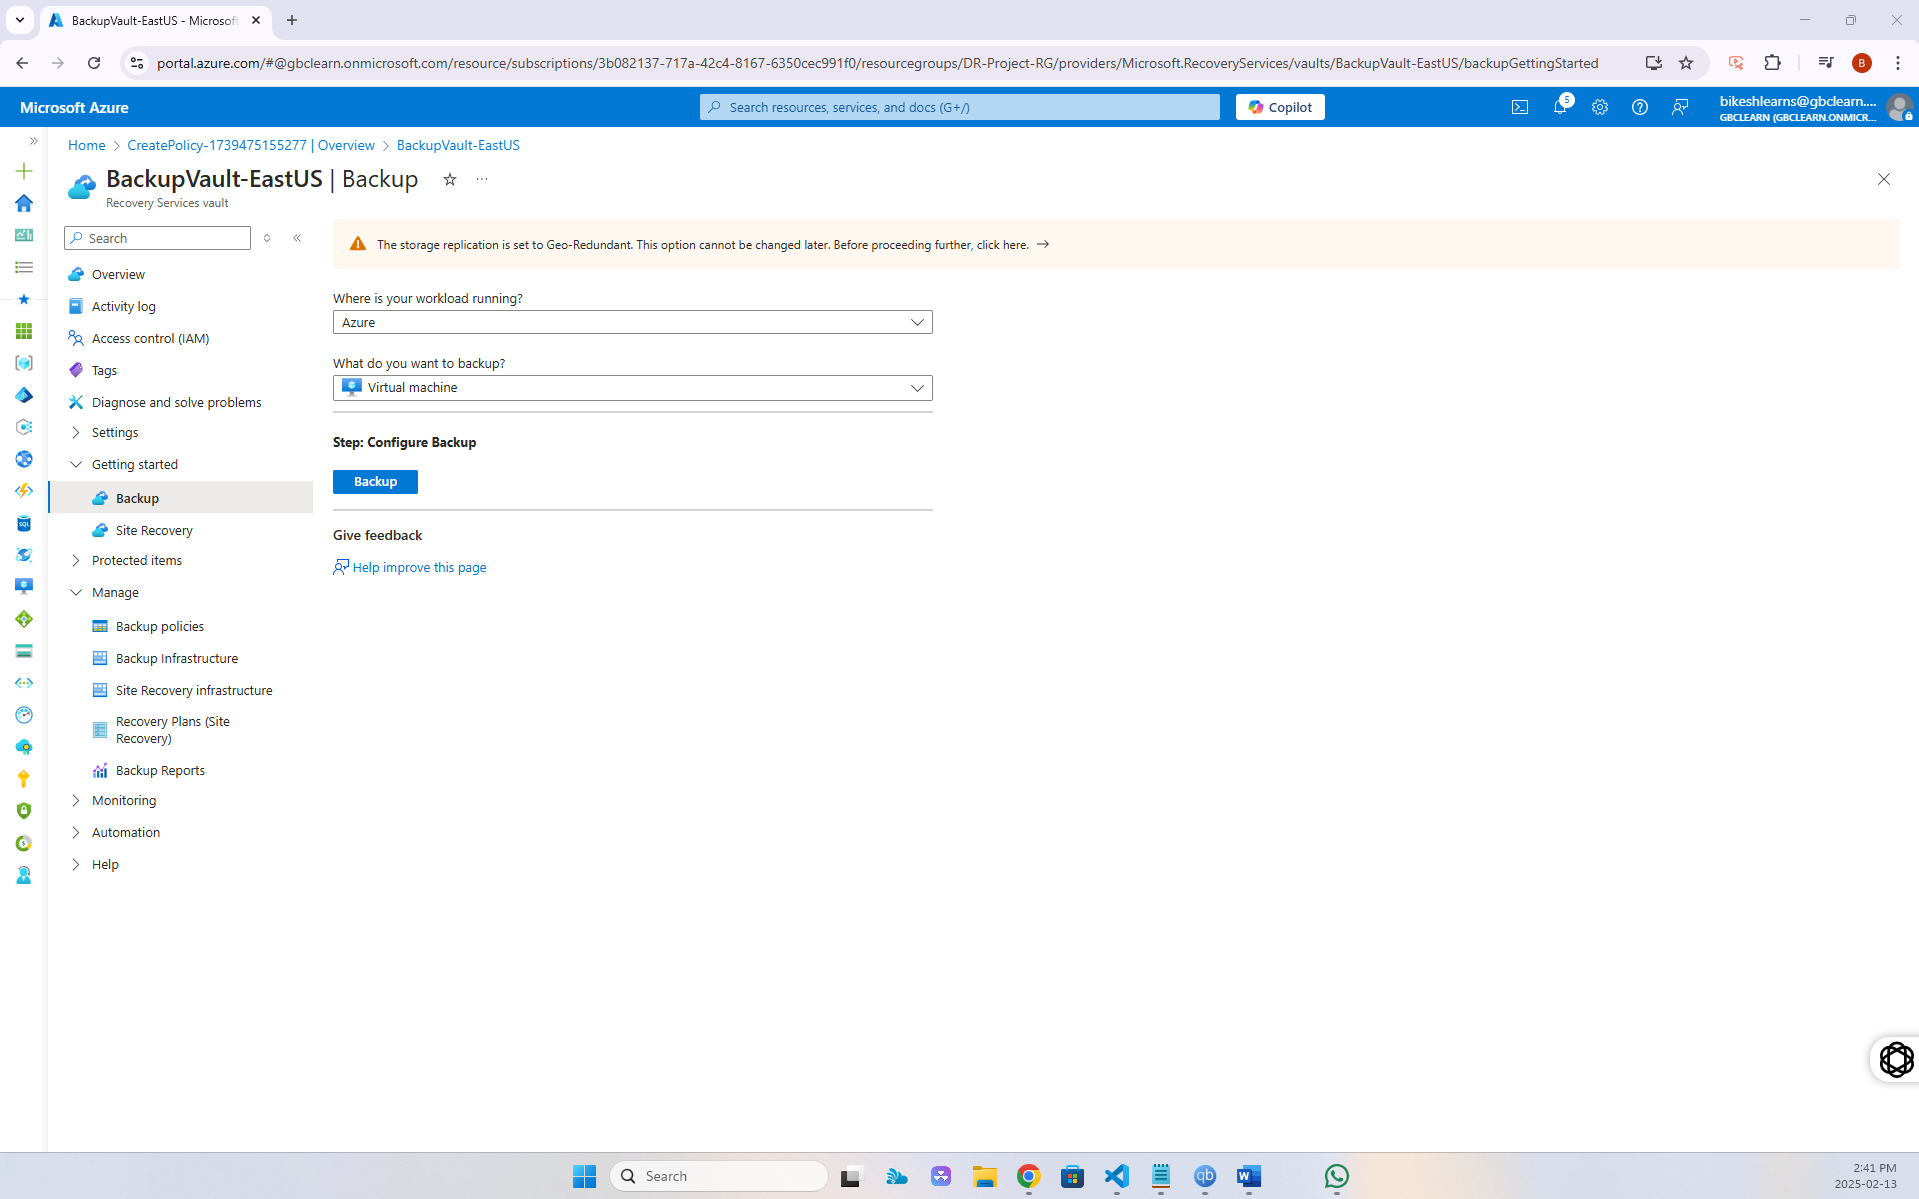 BackupVault-EastUS - Microsoft
portal.azure.com/#@gbclearn.onmicrosoft.com/resource/subscriptions/3b082137-717a-42c4-8167-6350cec991f0/resourcegroups/DR-Project-RG/providers/Microsoft.RecoveryServices/vaults/BackupVault-EastUS/backupGettingStarted
B
Microsoft Azure
Search resources, services, and docs (G+/)
Copilot
5
bikeshlearns@gbclearn....
GBCLEARN (GBCLEARN.ONMICR...
Home > CreatePolicy-1739475155277 | Overview > BackupVault-EastUS
BackupVault-EastUS | Backup
Recovery Services vault
Search
The storage replication is set to Geo-Redundant. This option cannot be changed later. Before proceeding further, click here. →
Overview
Activity log
Access control (IAM)
Tags
Diagnose and solve problems
Settings
Getting started
Backup
Site Recovery
Protected items
Manage
Backup policies
Backup Infrastructure
Site Recovery infrastructure
Recovery Plans (Site
Recovery)
Backup Reports
Monitoring
Automation
Help
Where is your workload running?
Azure
What do you want to backup?
Virtual machine
Step: Configure Backup
Backup
Give feedback
Help improve this page
SQL
Search
qb
W
2:41 PM
2025-02-13